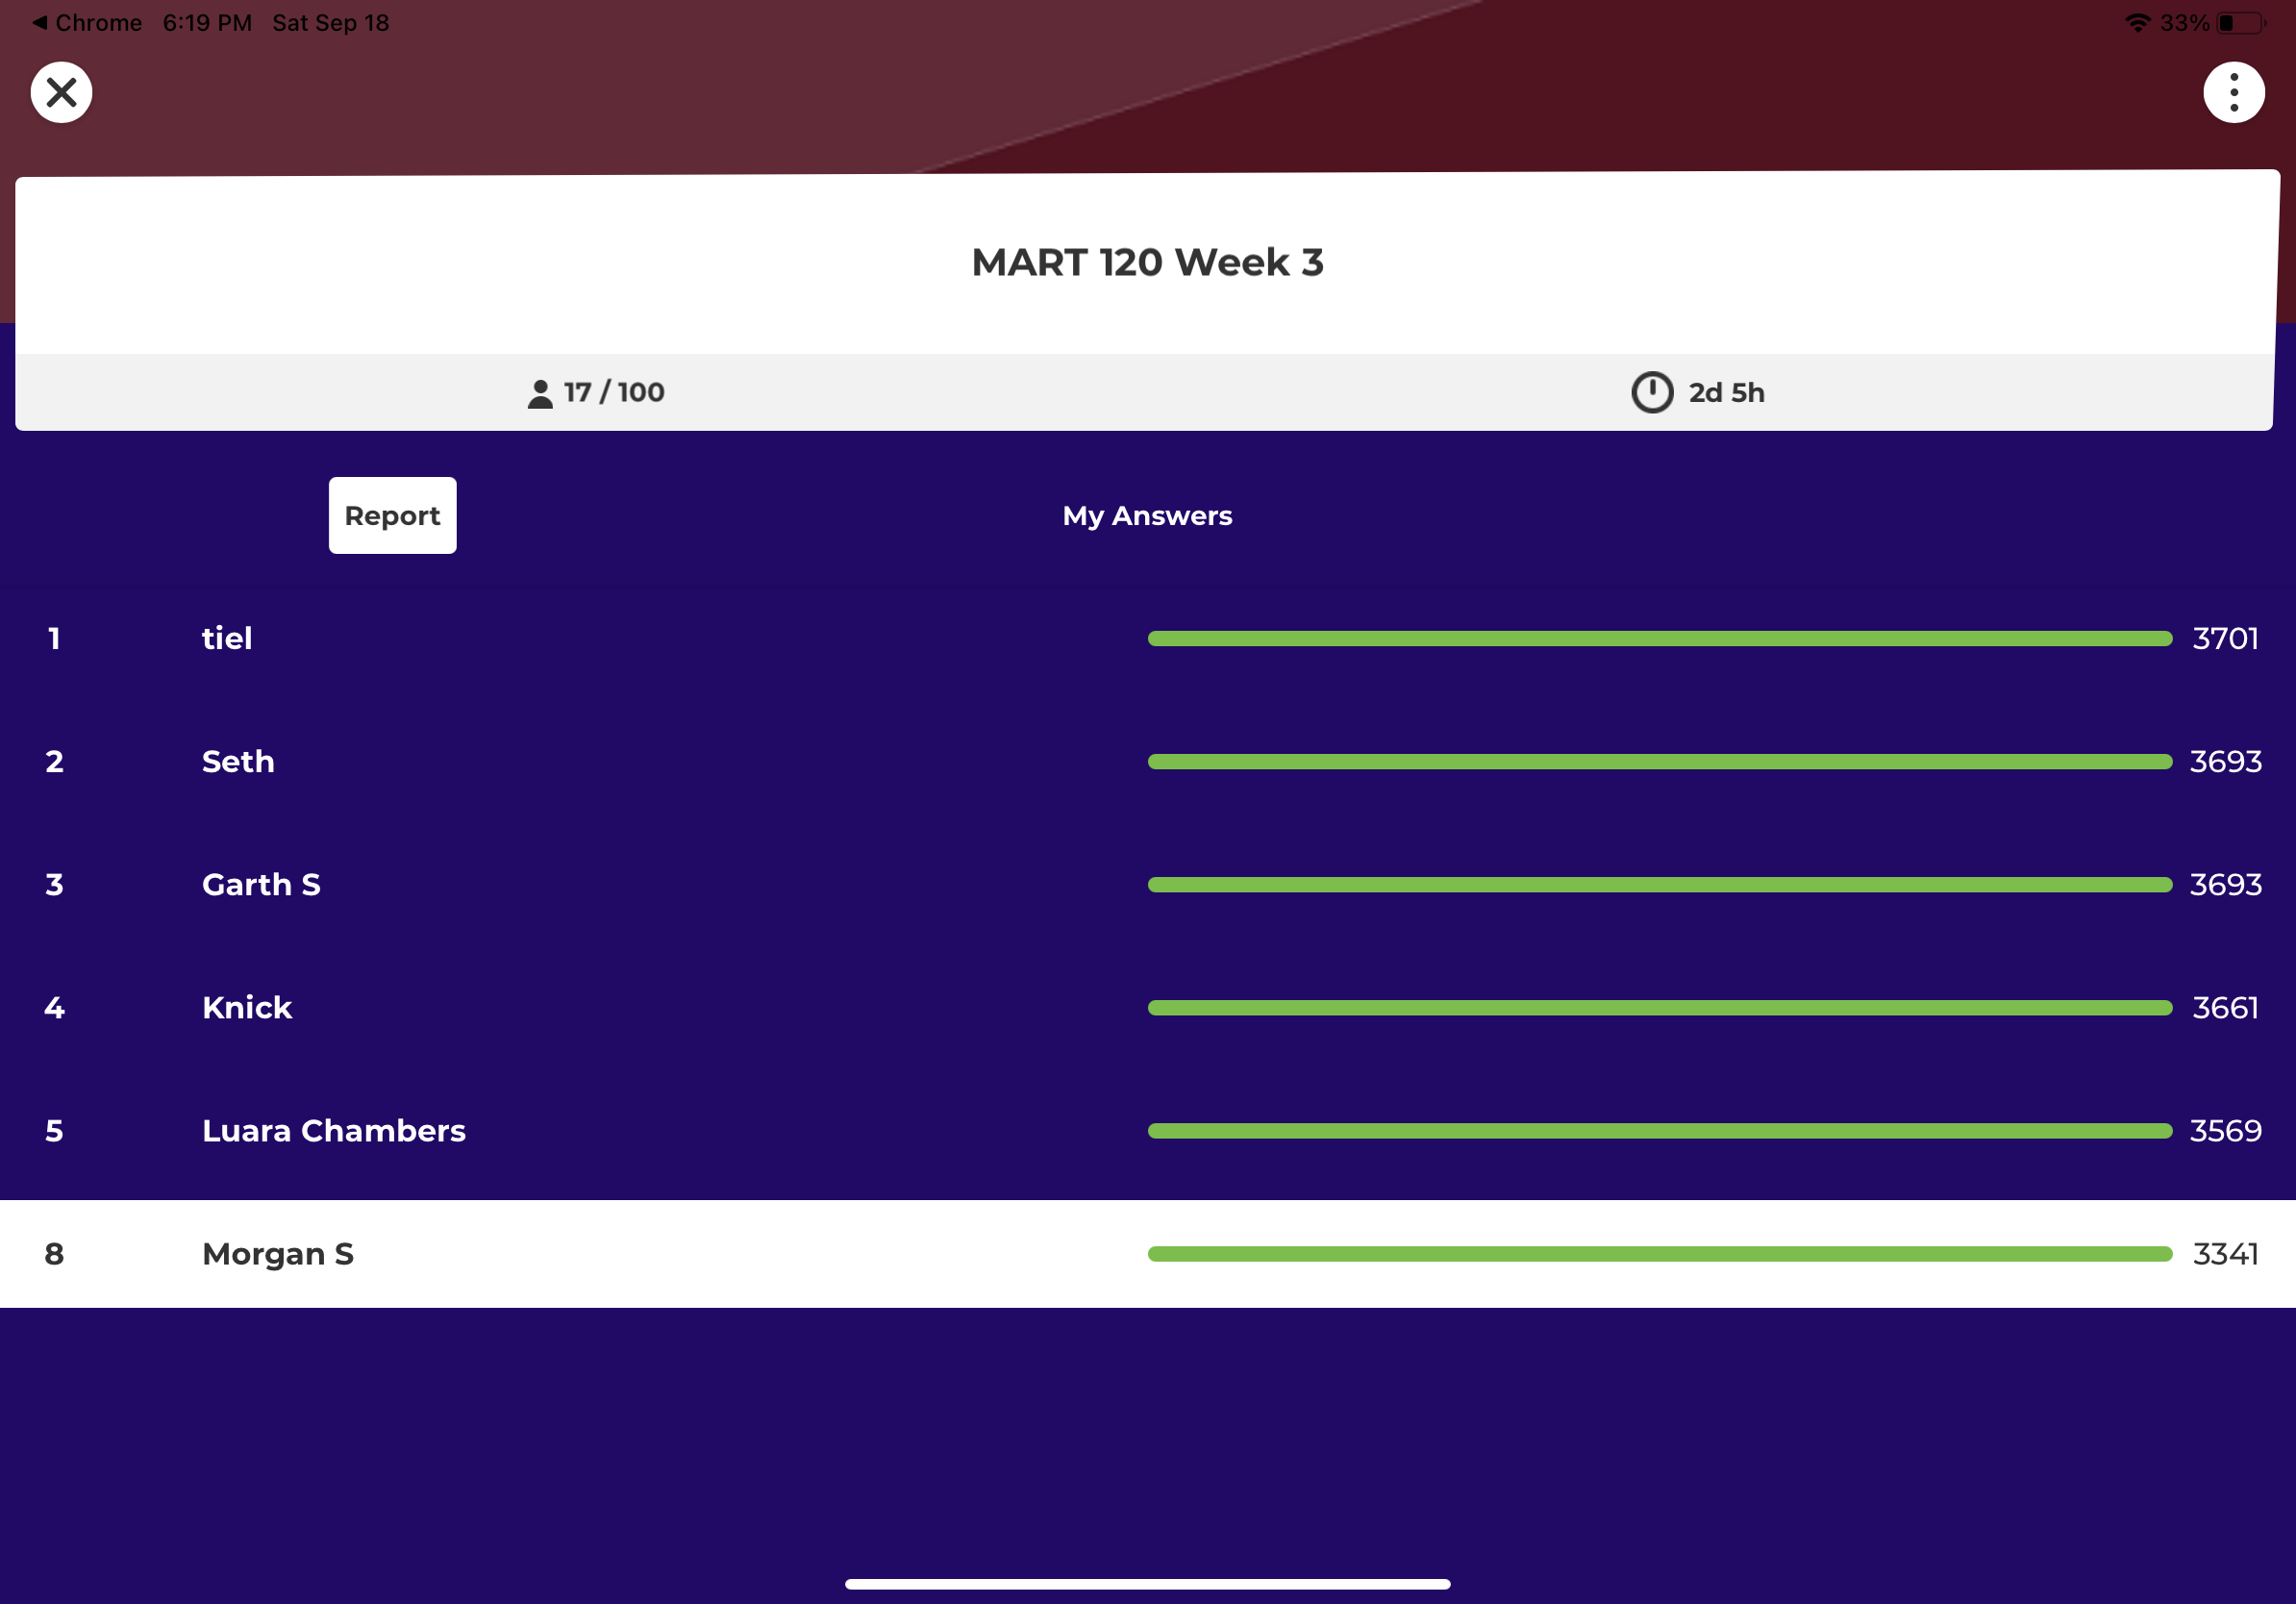 Chrome 6:19 PM Sat Sep 18 33%
MART 120 Week 3
17 / 100 2d 5h
Report My Answers
1 tiel 3701
2 Seth 3693
3 Garth S 3693
4 Knick 3661
5 Luara Chambers 3569
8 Morgan S 3341